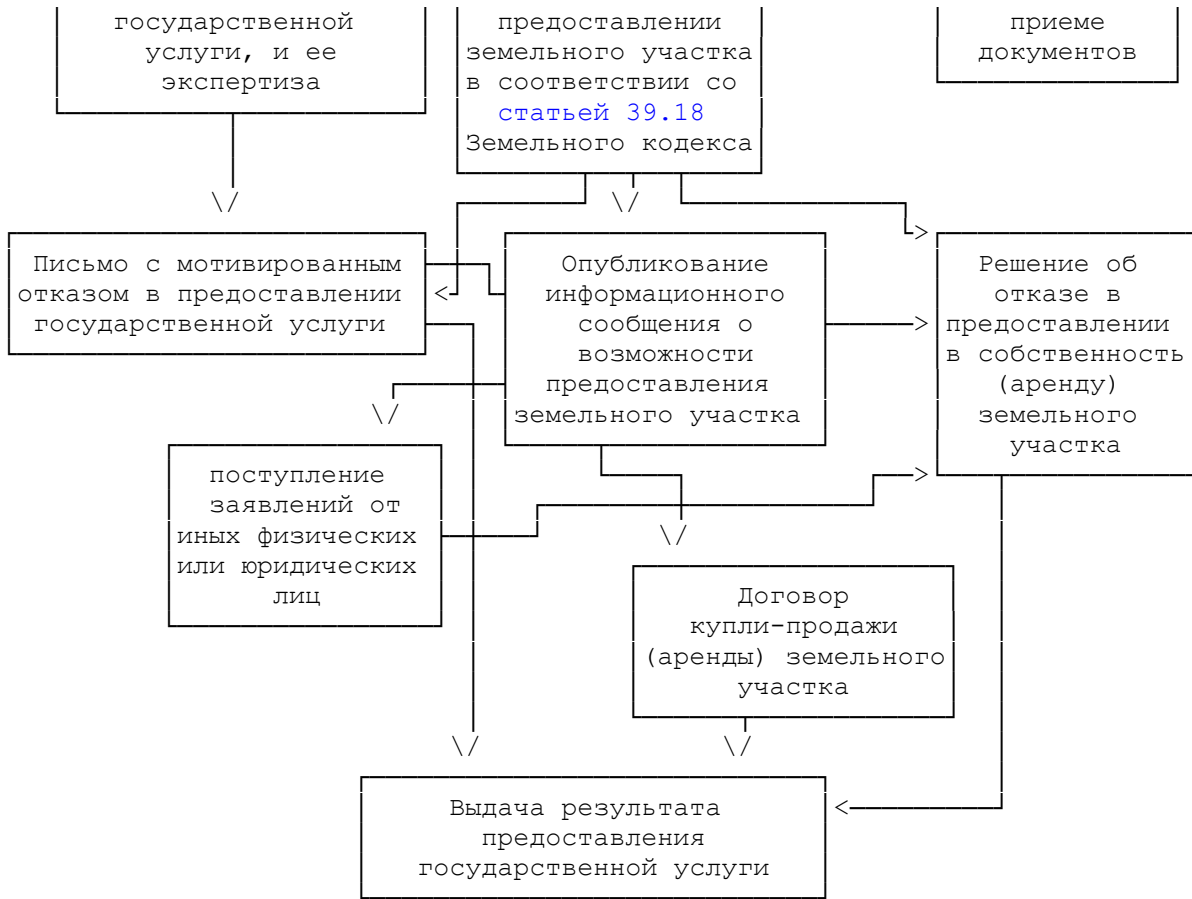 государственной
услуги, и ее
экспертиза
предоставлении
земельного участка
в соответствии со
статьей 39.18
Земельного кодекса
приеме
документов
Письмо с мотивированным
отказом в предоставлении
государственной услуги
Опубликование
информационного
сообщения о
возможности
предоставления
земельного участка
Решение об
отказе в
предоставлении
в собственность
(аренду)
земельного
участка
поступление
заявлений от
иных физических
или юридических
лиц
Договор
купли-продажи
(аренды) земельного
участка
Выдача результата
предоставления
государственной услуги